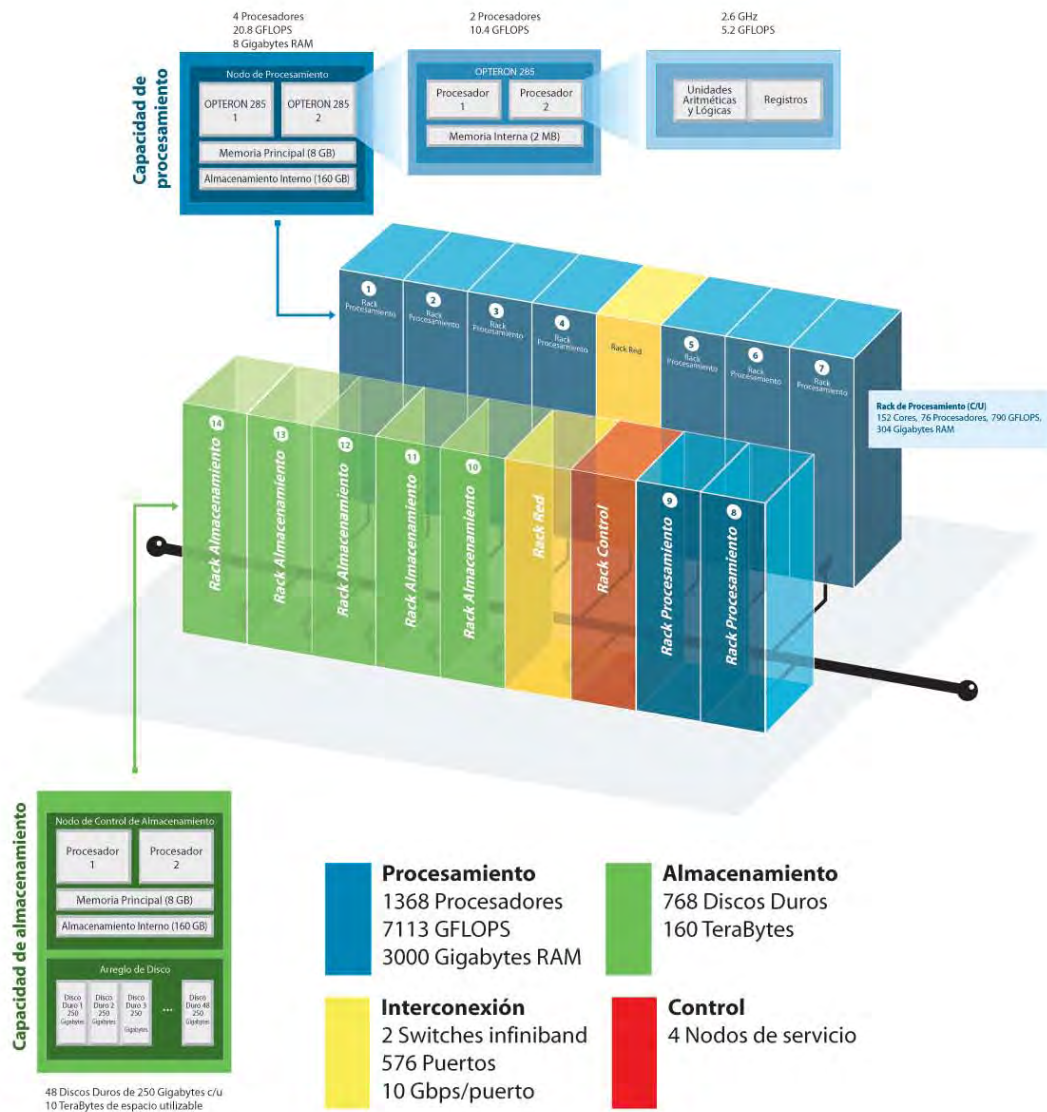 4 Procesadores
20.8 GFLOPS
8 Gigabytes RAM
2 Procesadores
10.4 GFLOPS
2.6 GHz
5.2 GFLOPS
Capacidad de
procesamiento
Nodo de Procesamiento
OPTERON 285
1
OPTERON 285
2
Memoria Principal (8 GB)
Almacenamiento Interno (160 GB)
OPTERON 285
Procesador
1
Procesador
2
Memoria Interna (2 MB)
Unidades
Aritméticas
y Lógicas
Registros
1
Rack
Procesamiento
2
Rack
Procesamiento
3
Rack
Procesamiento
4
Rack
Procesamiento
Rack Red
5
Rack
Procesamiento
6
Rack
Procesamiento
7
Rack
Procesamiento
Rack de Procesamiento (C/U)
152 Cores, 76 Procesadores, 790 GFLOPS,
304 Gigabytes RAM
14
Rack Almacenamiento
13
Rack Almacenamiento
12
Rack Almacenamiento
11
Rack Almacenamiento
10
Rack Almacenamiento
Rack Red
Rack Control
9
Rack Procesamiento
8
Rack Procesamiento
Capacidad de almacenamiento
Nodo de Control de Almacenamiento
Procesador
1
Procesador
2
Memoria Principal (8 GB)
Almacenamiento Interno (160 GB)
Arreglo de Disco
Disco
Duro 1
250
Gigabytes
Disco
Duro 2
250
Gigabytes
Disco
Duro 3
250
Gigabytes
...
Disco
Duro 48
250
Gigabytes
48 Discos Duros de 250 Gigabytes c/u
10 TeraBytes de espacio utilizable
Procesamiento
1368 Procesadores
7113 GFLOPS
3000 Gigabytes RAM
Almacenamiento
768 Discos Duros
160 TeraBytes
Interconexión
2 Switches infiniband
576 Puertos
10 Gbps/puerto
Control
4 Nodos de servicio